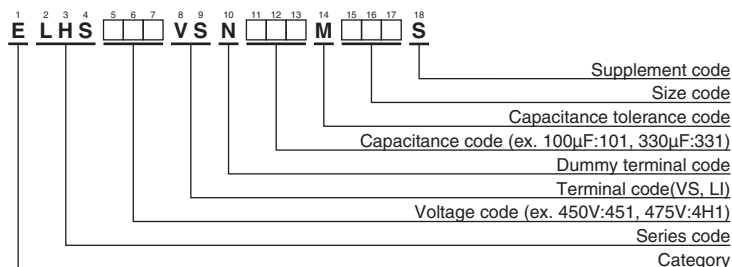 1 2 3 4 5 6 7 8 9 10 11 12 13 14 15 16 17 18
E LHS □□□ VS N □□□ M □□□ S
Supplement code
Size code
Capacitance tolerance code
Capacitance code (ex. 100μF:101, 330μF:331)
Dummy terminal code
Terminal code(VS, LI)
Voltage code (ex. 450V:451, 475V:4H1)
Series code
Category